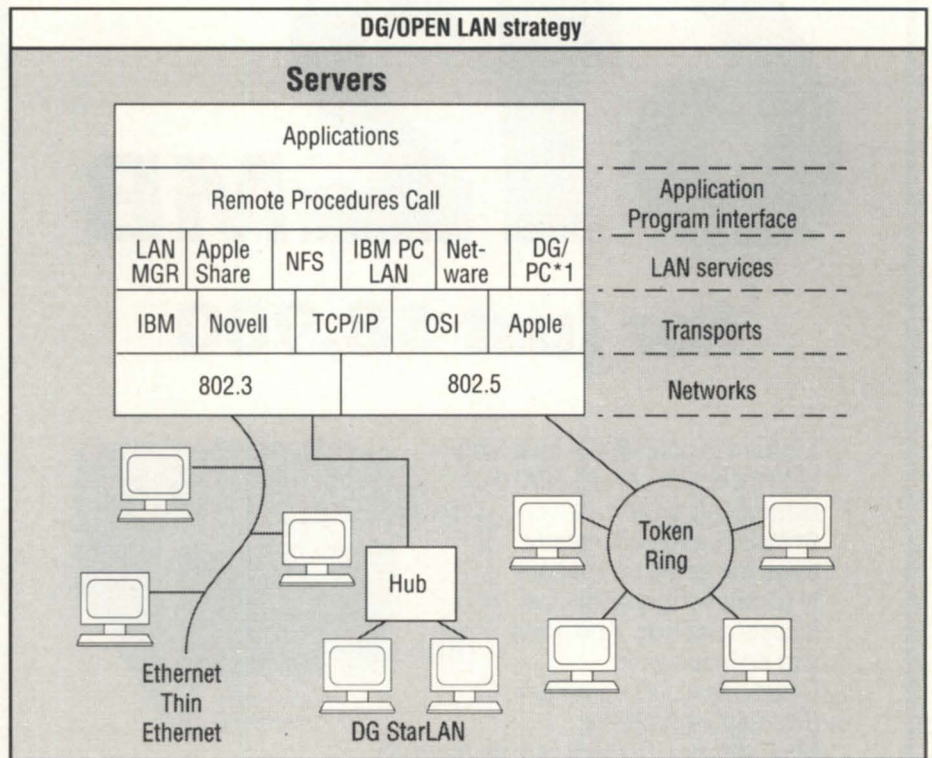 DG/OPEN LAN strategy
Servers
Applications
Remote Procedures Call
Application
Program interface
LAN
MGR
Apple
Share
NFS
IBM PC
LAN
Net-
ware
DG/
PC*1
LAN services
IBM
Novell
TCP/IP
OSI
Apple
Transports
802.3
802.5
Networks
Token
Ring
Hub
Ethernet
Thin
Ethernet
DG StarLAN